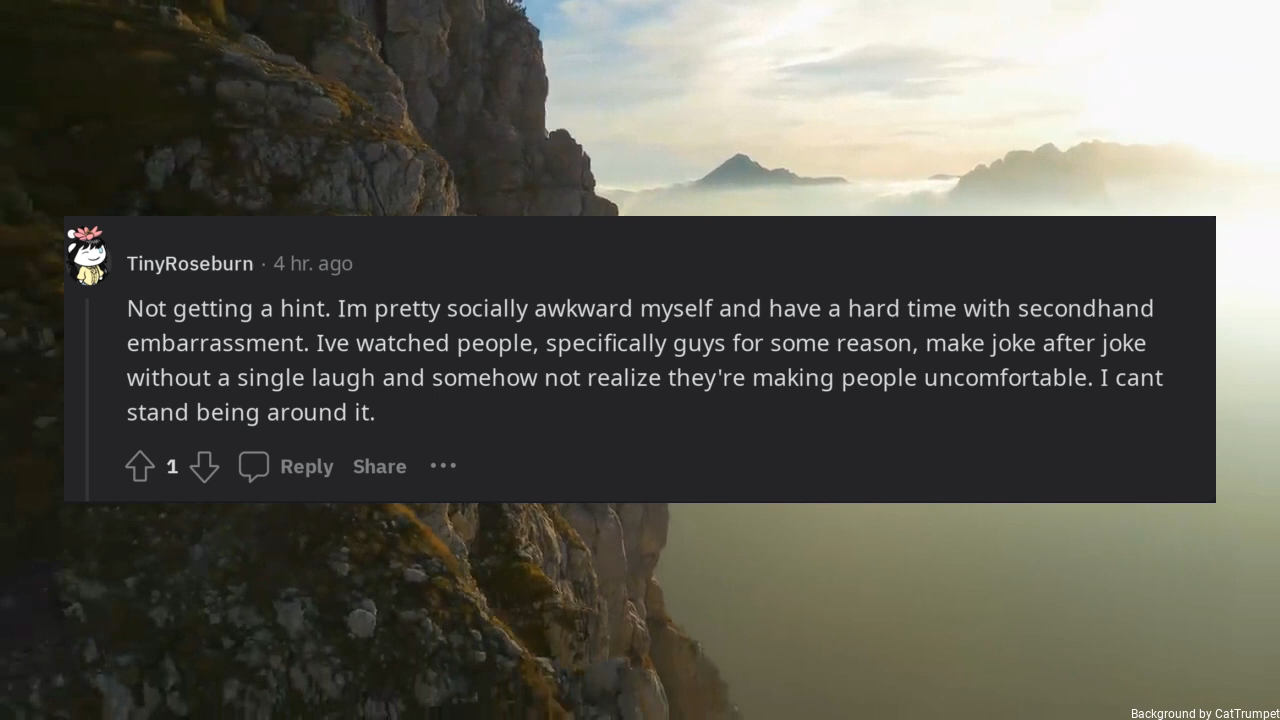 TinyRoseburn · 4 hr. ago
Not getting a hint. Im pretty socially awkward myself and have a hard time with secondhand
embarrassment. Ive watched people, specifically guys for some reason, make joke after joke
without a single laugh and somehow not realize they're making people uncomfortable. I cant
stand being around it.
1 Reply Share •••
Background by CatTrumpet